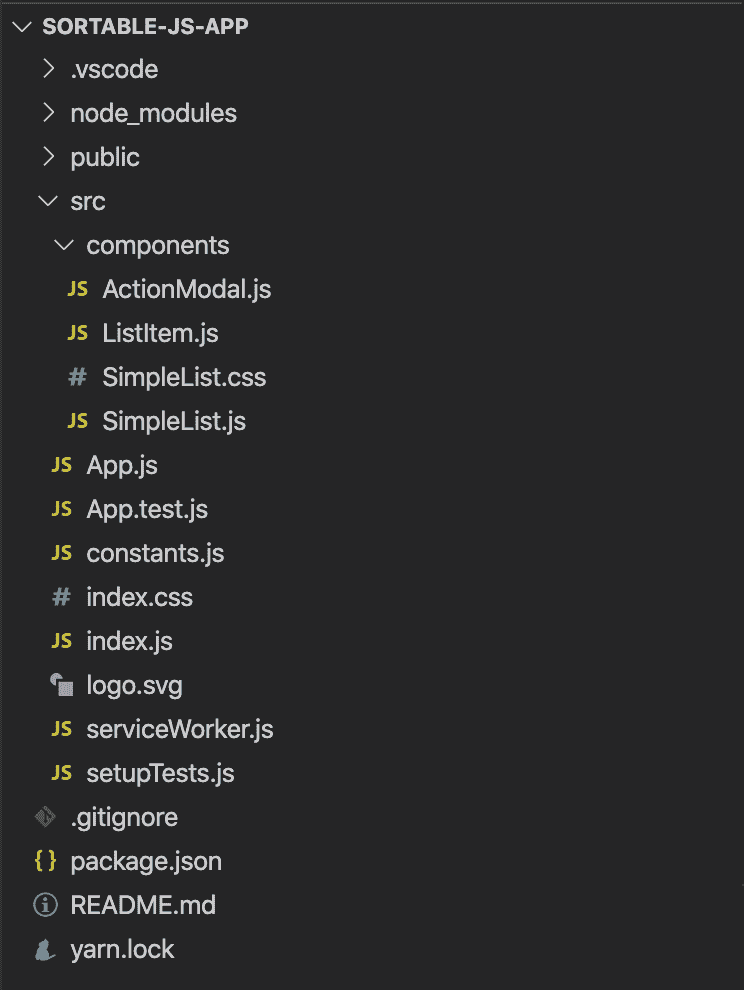 SORTABLE-JS-APP
.vscode
node_modules
public
src
components
JS ActionModal.js
JS ListItem.js
# SimpleList.css
JS SimpleList.js
JS App.js
JS App.test.js
JS constants.js
# index.css
JS index.js
logo.svg
JS serviceWorker.js
JS setupTests.js
.gitignore
{} package.json
README.md
yarn.lock